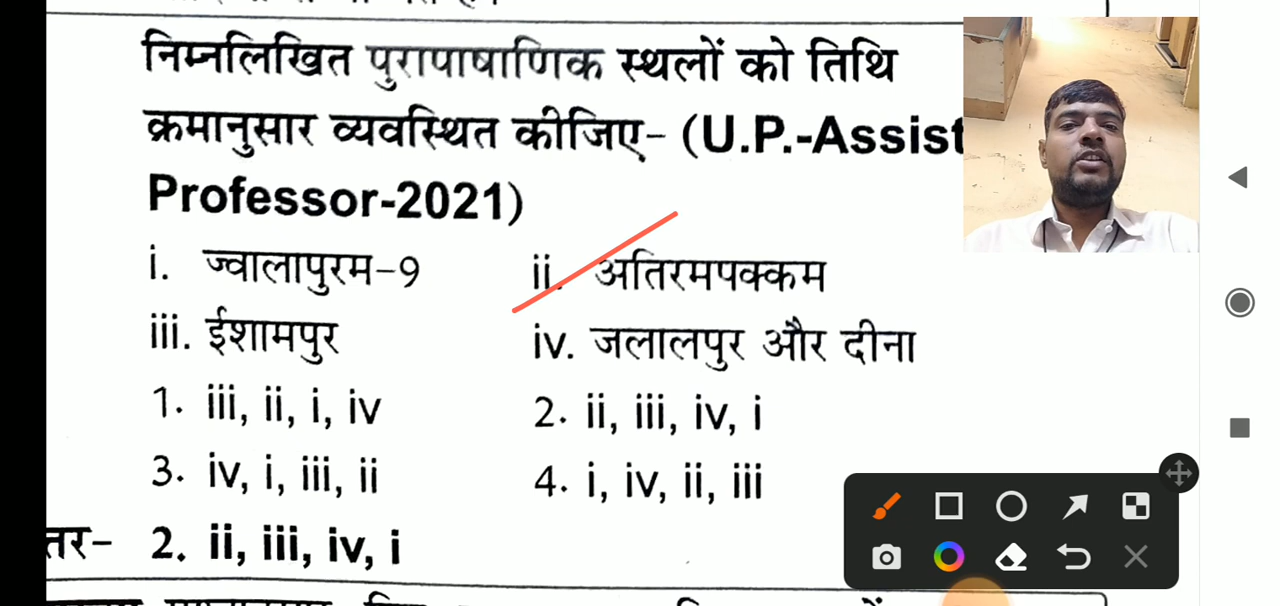 निम्नलिखित पुरापाषाणिक स्थलों को तिथि
क्रमानुसार व्यवस्थित कीजिए– (U.P.-Assist
Professor-2021)
i. ज्वालापुरम–9 ii. अतिरमपक्कम
iii. ईशामपुर iv. जलालपुर और दीना
1. iii, ii, i, iv 2. ii, iii, iv, i
3. iv, i, iii, ii 4. i, iv, ii, iii
तर– 2. ii, iii, iv, i